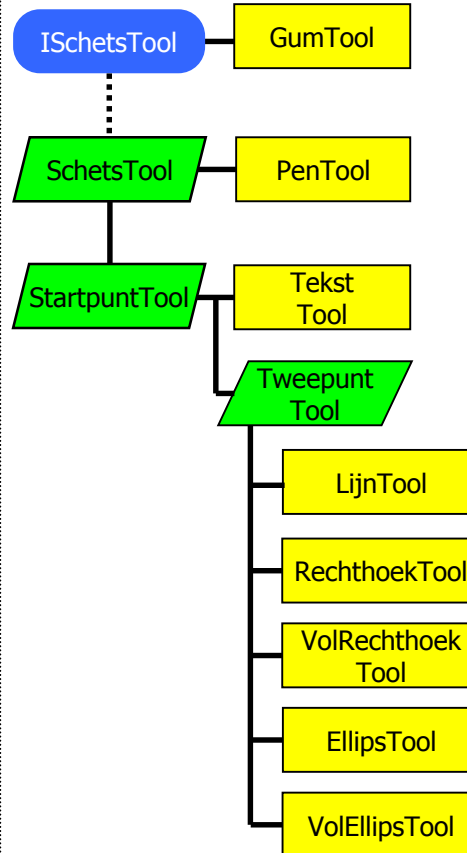 ISchetsTool
GumTool
SchetsTool
PenTool
StartpuntTool
Tekst
Tool
Tweepunt
Tool
LijnTool
RechthoekTool
VolRechthoek
Tool
EllipsTool
VolEllipsTool